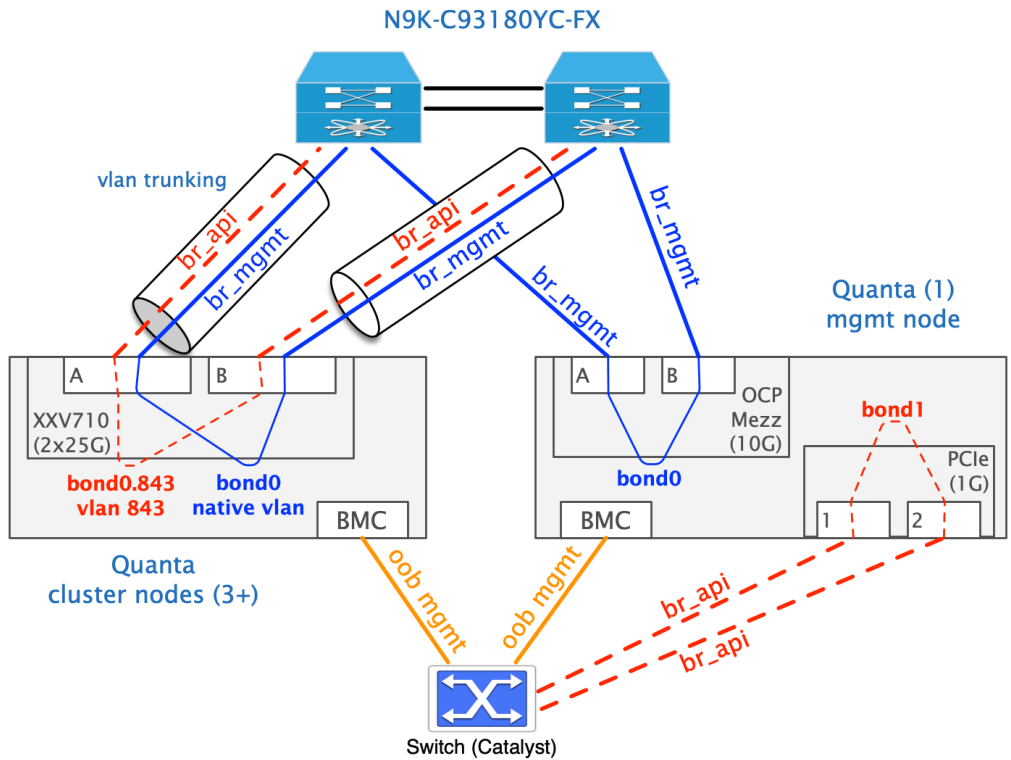 N9K-C93180YC-FX
vlan trunking
br_api
br_mgmt
br_api
br_mgmt
br_mgmt
br_mgmt
Quanta (1)
mgmt node
A
B
XXV710
(2x25G)
bond0.843
vlan 843
bond0
native vlan
BMC
A
B
OCP
Mezz
(10G)
bond0
BMC
bond1
PCIe
(1G)
1
2
Quanta
cluster nodes (3+)
oob mgmt
oob mgmt
br_api
br_api
Switch (Catalyst)